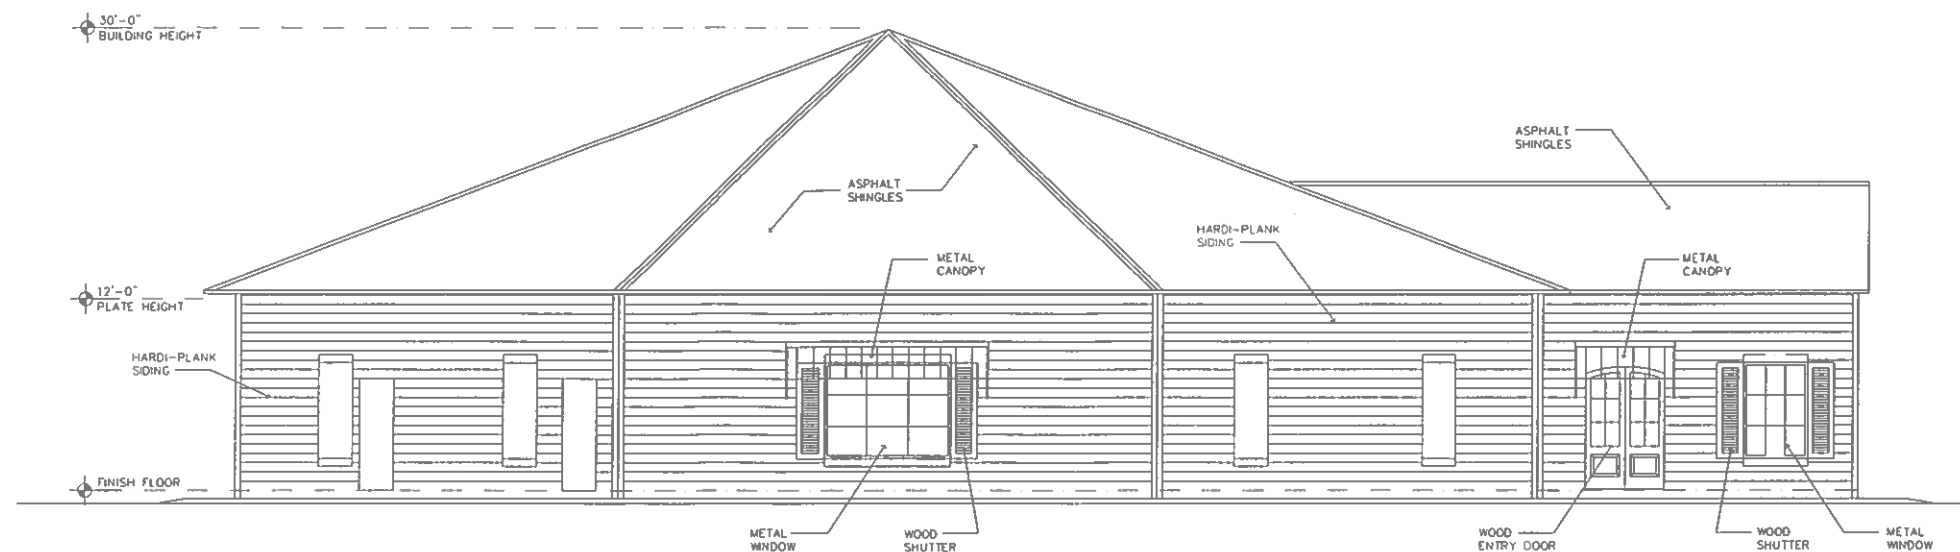 30'-0"
BUILDING HEIGHT
ASPHALT
SHINGLES
ASPHALT
SHINGLES
HARDI-PLANK
SIDING
METAL
CANOPY
METAL
CANOPY
12'-0"
PLATE HEIGHT
HARDI-PLANK
SIDING
FINISH FLOOR
METAL
WINDOW
WOOD
SHUTTER
WOOD
ENTRY DOOR
WOOD
SHUTTER
METAL
WINDOW